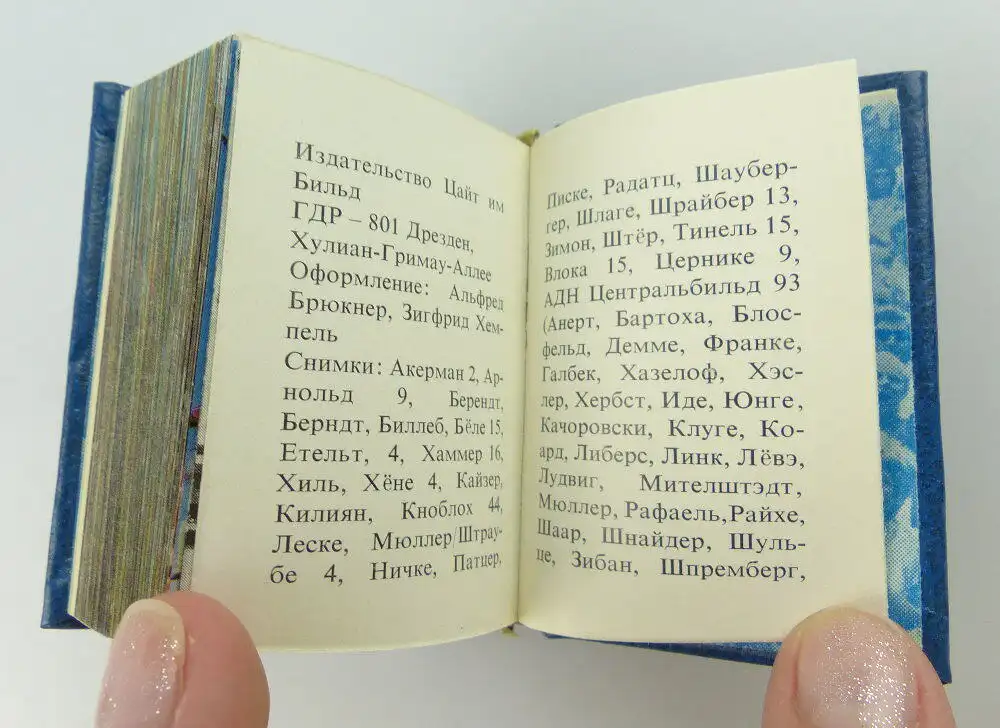 Издательство Цайт им
Бильд
ГДР – 801 Дрезден,
Хулиан-Гримау-Аллее
Оформление: Альфред
Брюкнер, Зигфрид Хем-
пель
Снимки: Акерман 2, Ар-
нольд 9, Берендт,
Берндт, Биллеб, Бёле 15,
Етельт, 4, Хаммер 16,
Хиль, Хёне 4, Кайзер,
Килиян, Кноблох 44,
Леске, Мюллер/Штрау-
бе 4, Ничке, Патцер,
Писке, Радатц, Шаубер-
гер, Шлаге, Шрайбер 13,
Зимон, Штёр, Тинель 15,
Влока 15, Цернике 9,
АДН Центральбильд 93
(Анерт, Бартоха, Блос-
фельд, Демме, Франке,
Галбек, Хазелоф, Хэс-
лер, Хербст, Иде, Юнге,
Качоровски, Клуге, Ко-
ард, Либерс, Линк, Лёвэ,
Лудвиг, Мителштэдт,
Мюллер, Рафаель,Райхе,
Шаар, Шнайдер, Шуль-
це, Зибан, Шпремберг,